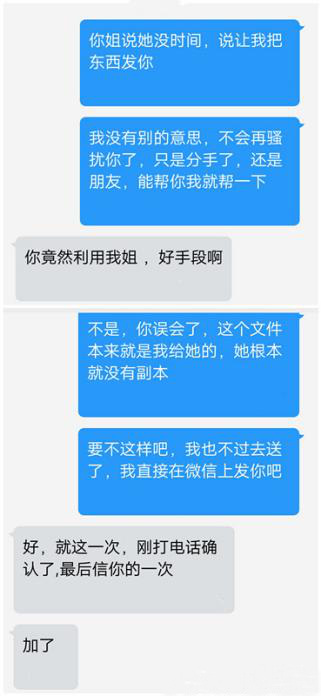 你姐说她没时间，说让我把
东西发你
我没有别的意思，不会再骚
扰你了，只是分手了，还是
朋友，能帮你我就帮一下
你竟然利用我姐 ，好手段啊
不是，你误会了，这个文件
本来就是我给她的，她根本
就没有副本
要不这样吧，我也不过去送
了，我直接在微信上发你吧
好，就这一次，刚打电话确
认了,最后信你的一次
加了